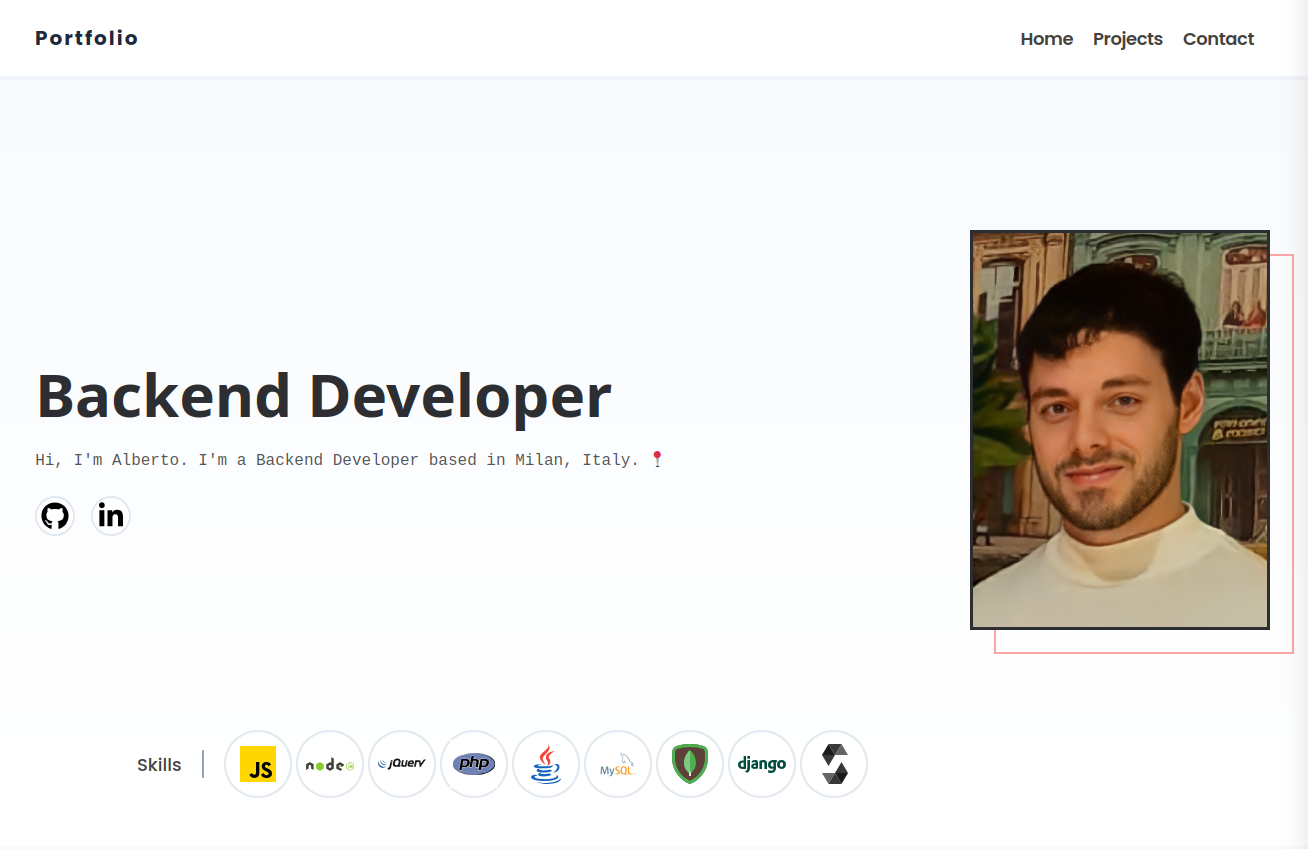 Portfolio
Home Projects Contact
Backend Developer
Hi, I'm Alberto. I'm a Backend Developer based in Milan, Italy.
in
Skills
JS
node
jQuery
php
MySQL
django